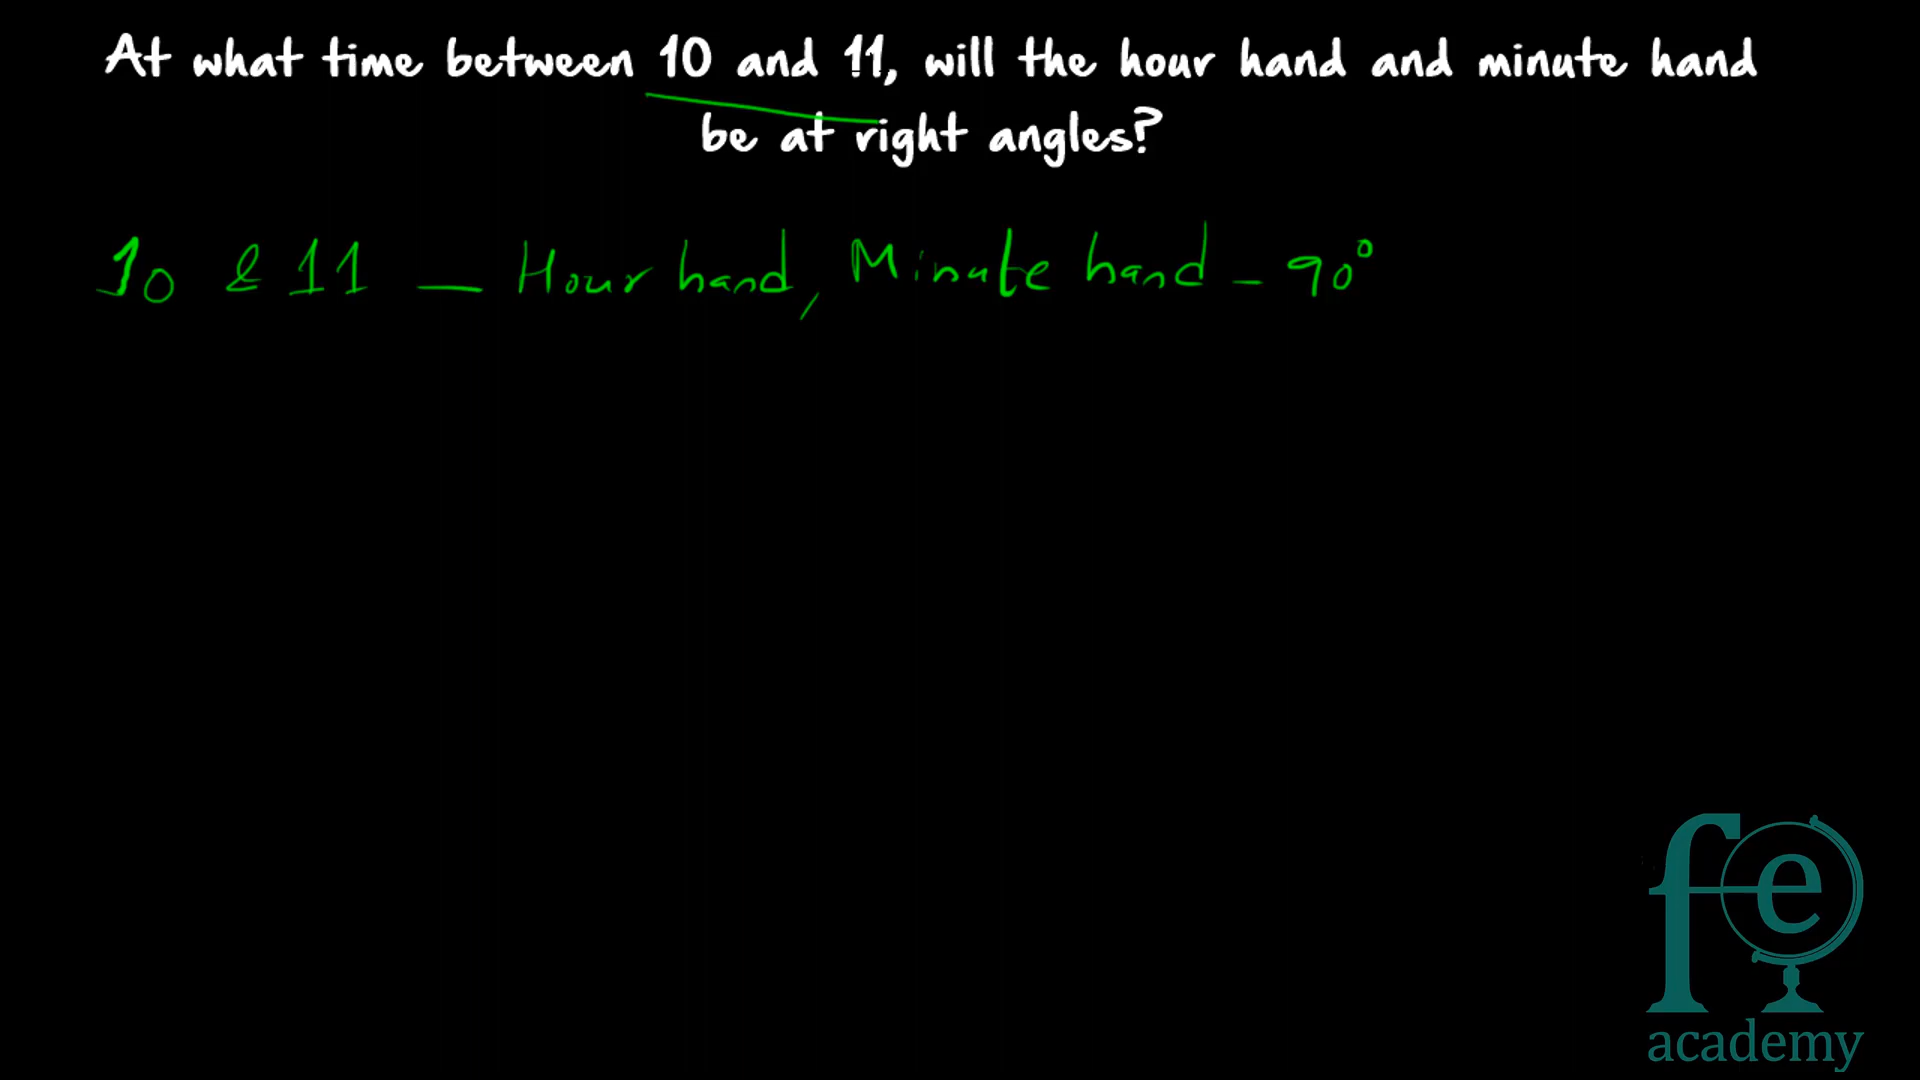 At what time between 10 and 11, will the hour hand and minute hand
be at right angles?
10 & 11 — Hour hand, Minute hand - 90°
fe
academy